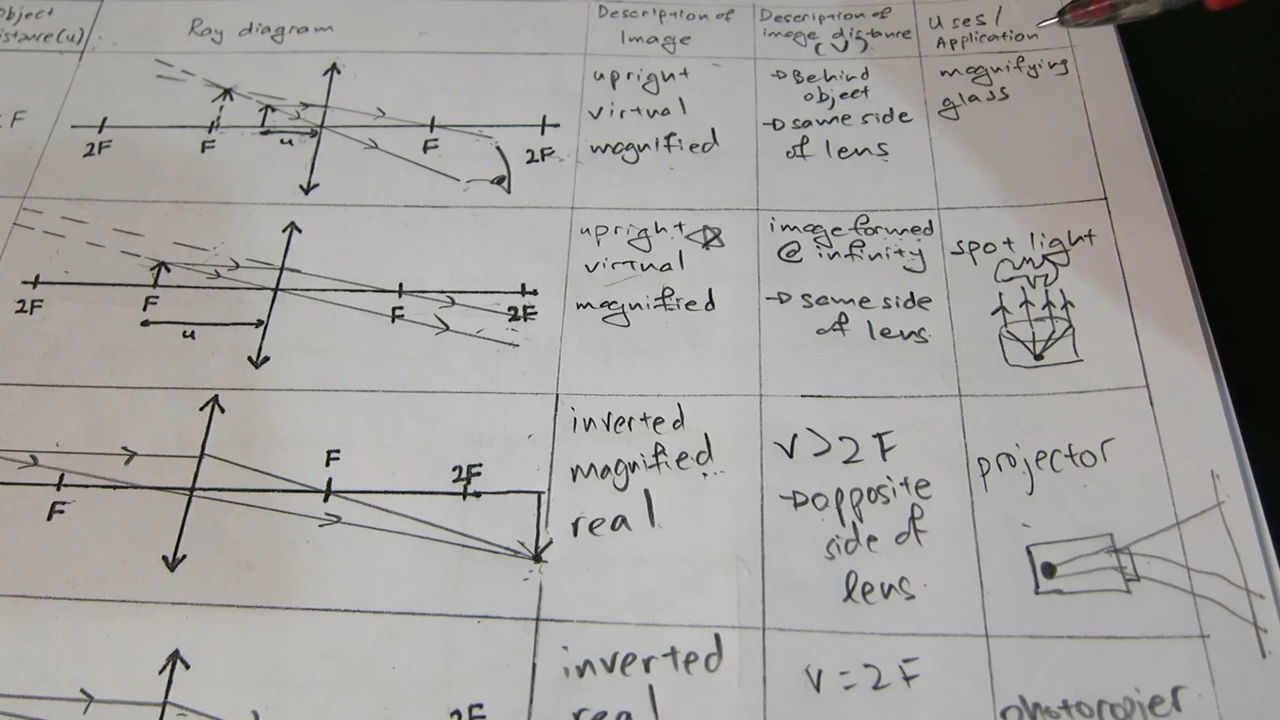 Object
distance(u)
Ray diagram
Description of
Image
Description of
image distance
(V)
Uses/
Application
< F
2F
F
u
F
2F
upright
virtual
magnified
→Behind
object
→same side
of lens
magnifying
glass
2F
F
u
F
2F
upright
virtual
magnified
image formed
@ infinity
→ same side
of lens
spot light
F
F
2F
inverted
magnified
real
V>2F
→opposite
side of
lens
projector
2F
inverted
real
V=2F
photocopier